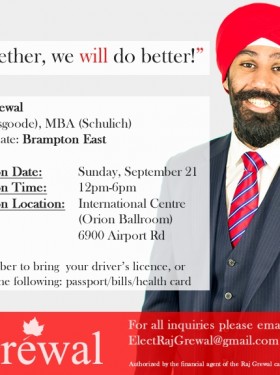 ether, we will do better!”
ewal
sgoode), MBA (Schulich)
ate: Brampton East
on Date: Sunday, September 21
on Time: 12pm-6pm
on Location: International Centre
(Orion Ballroom)
6900 Airport Rd
ber to bring your driver’s licence, or
he following: passport/bills/health card
rewal
For all inquiries please ema
ElectRajGrewal@gmail.com
Authorized by the financial agent of the Raj Grewal ca